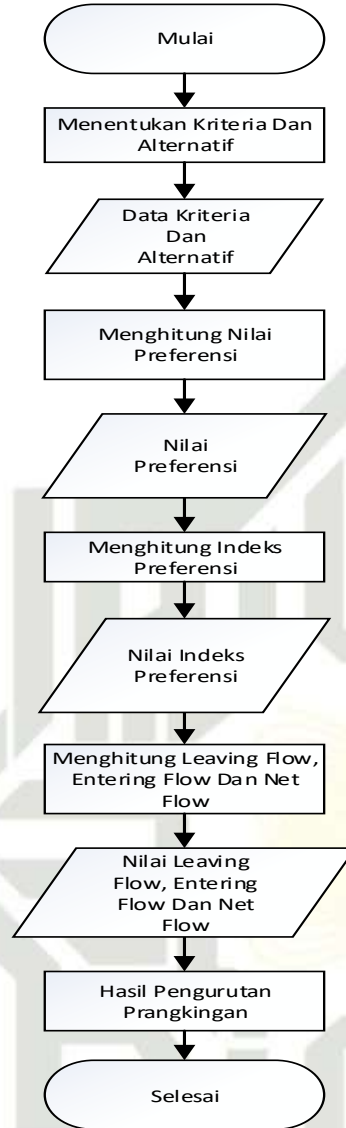 Mulai
Menentukan Kriteria Dan
Alternatif
Data Kriteria
Dan
Alternatif
Menghitung Nilai
Preferensi
Nilai
Preferensi
Menghitung Indeks
Preferensi
Nilai Indeks
Preferensi
Menghitung Leaving Flow,
Entering Flow Dan Net
Flow
Nilai Leaving
Flow, Entering
Flow Dan Net
Flow
Hasil Pengurutan
Prangkingan
Selesai